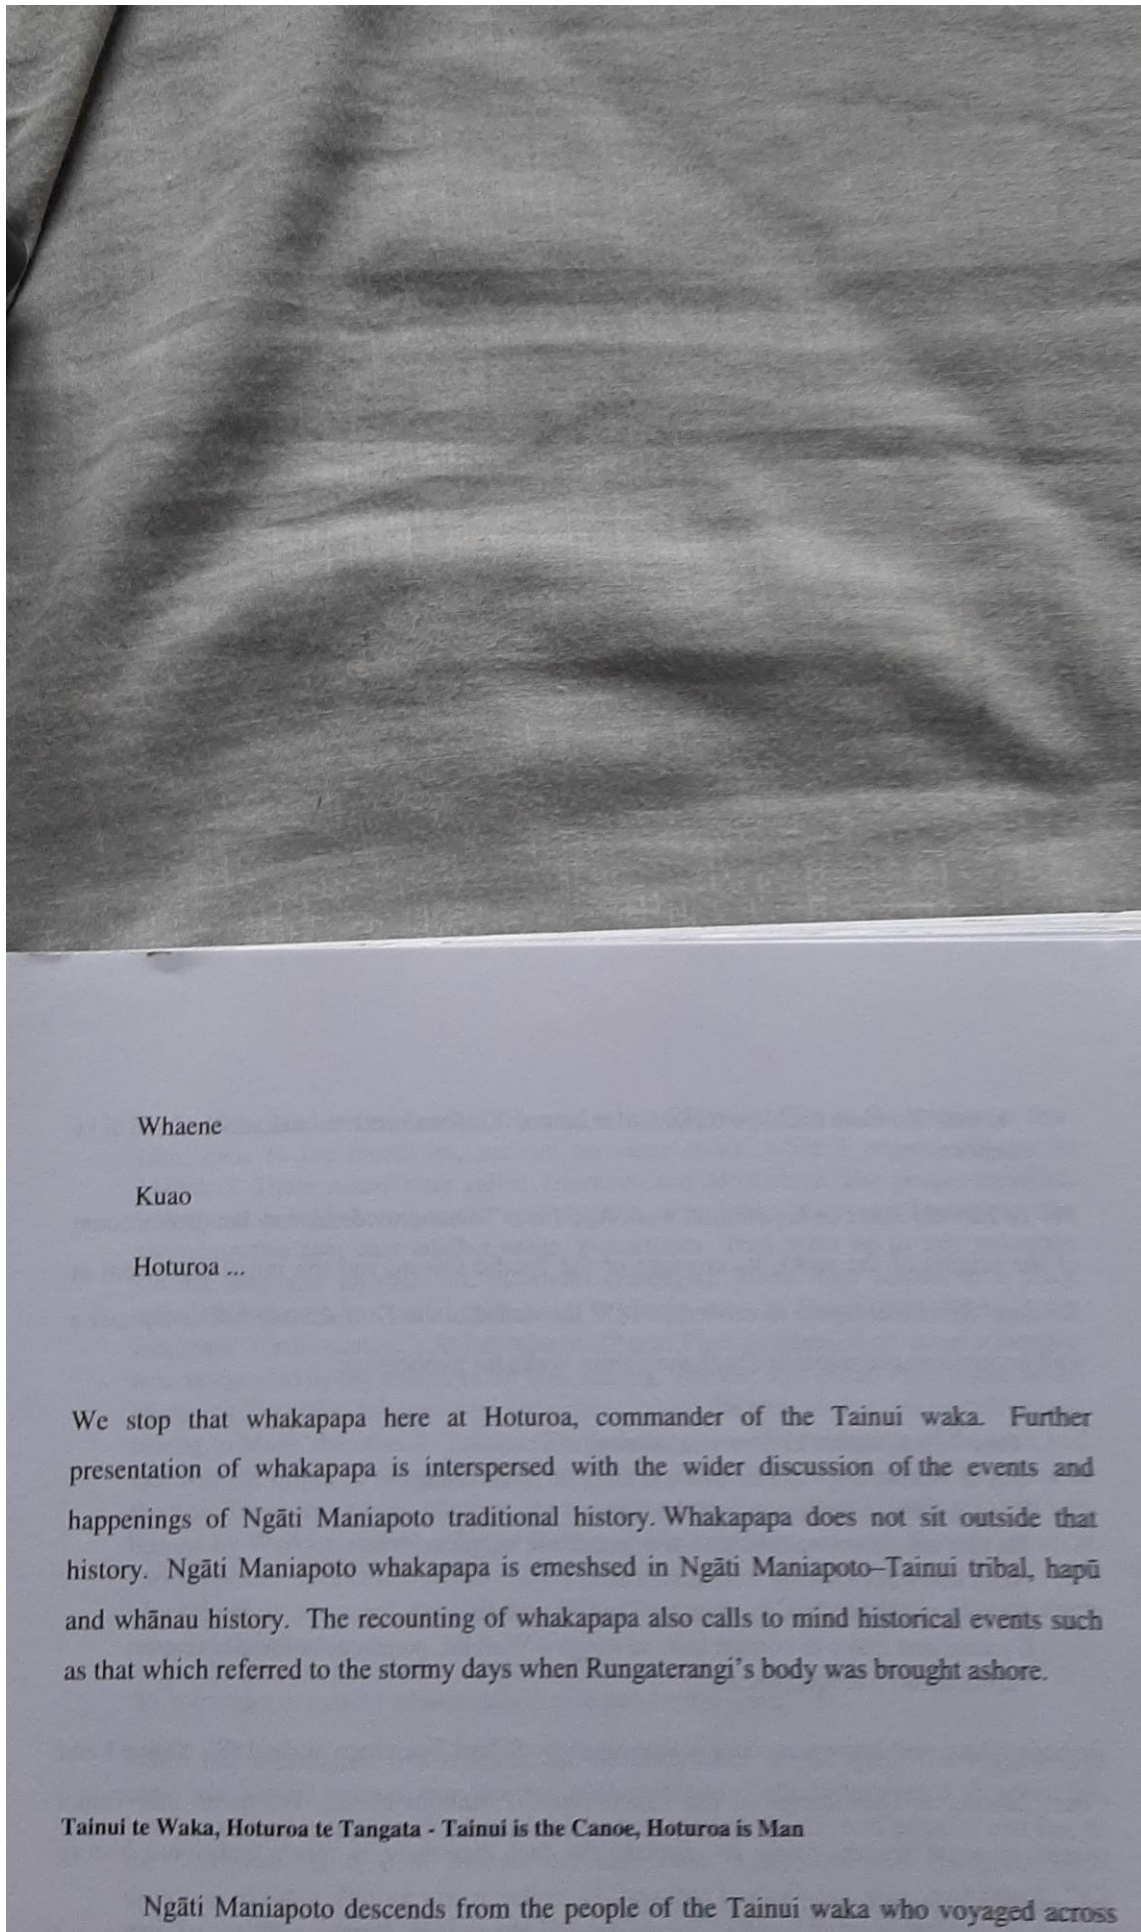 Whaene
Kuao
Hoturoa ...
We stop that whakapapa here at Hoturoa, commander of the Tainui waka. Further
presentation of whakapapa is interspersed with the wider discussion of the events and
happenings of Ngāti Maniapoto traditional history. Whakapapa does not sit outside that
history. Ngāti Maniapoto whakapapa is emeshsed in Ngāti Maniapoto–Tainui tribal, hapū
and whānau history. The recounting of whakapapa also calls to mind historical events such
as that which referred to the stormy days when Rungaterangi's body was brought ashore.
Tainui te Waka, Hoturoa te Tangata - Tainui is the Canoe, Hoturoa is Man
Ngāti Maniapoto descends from the people of the Tainui waka who voyaged across